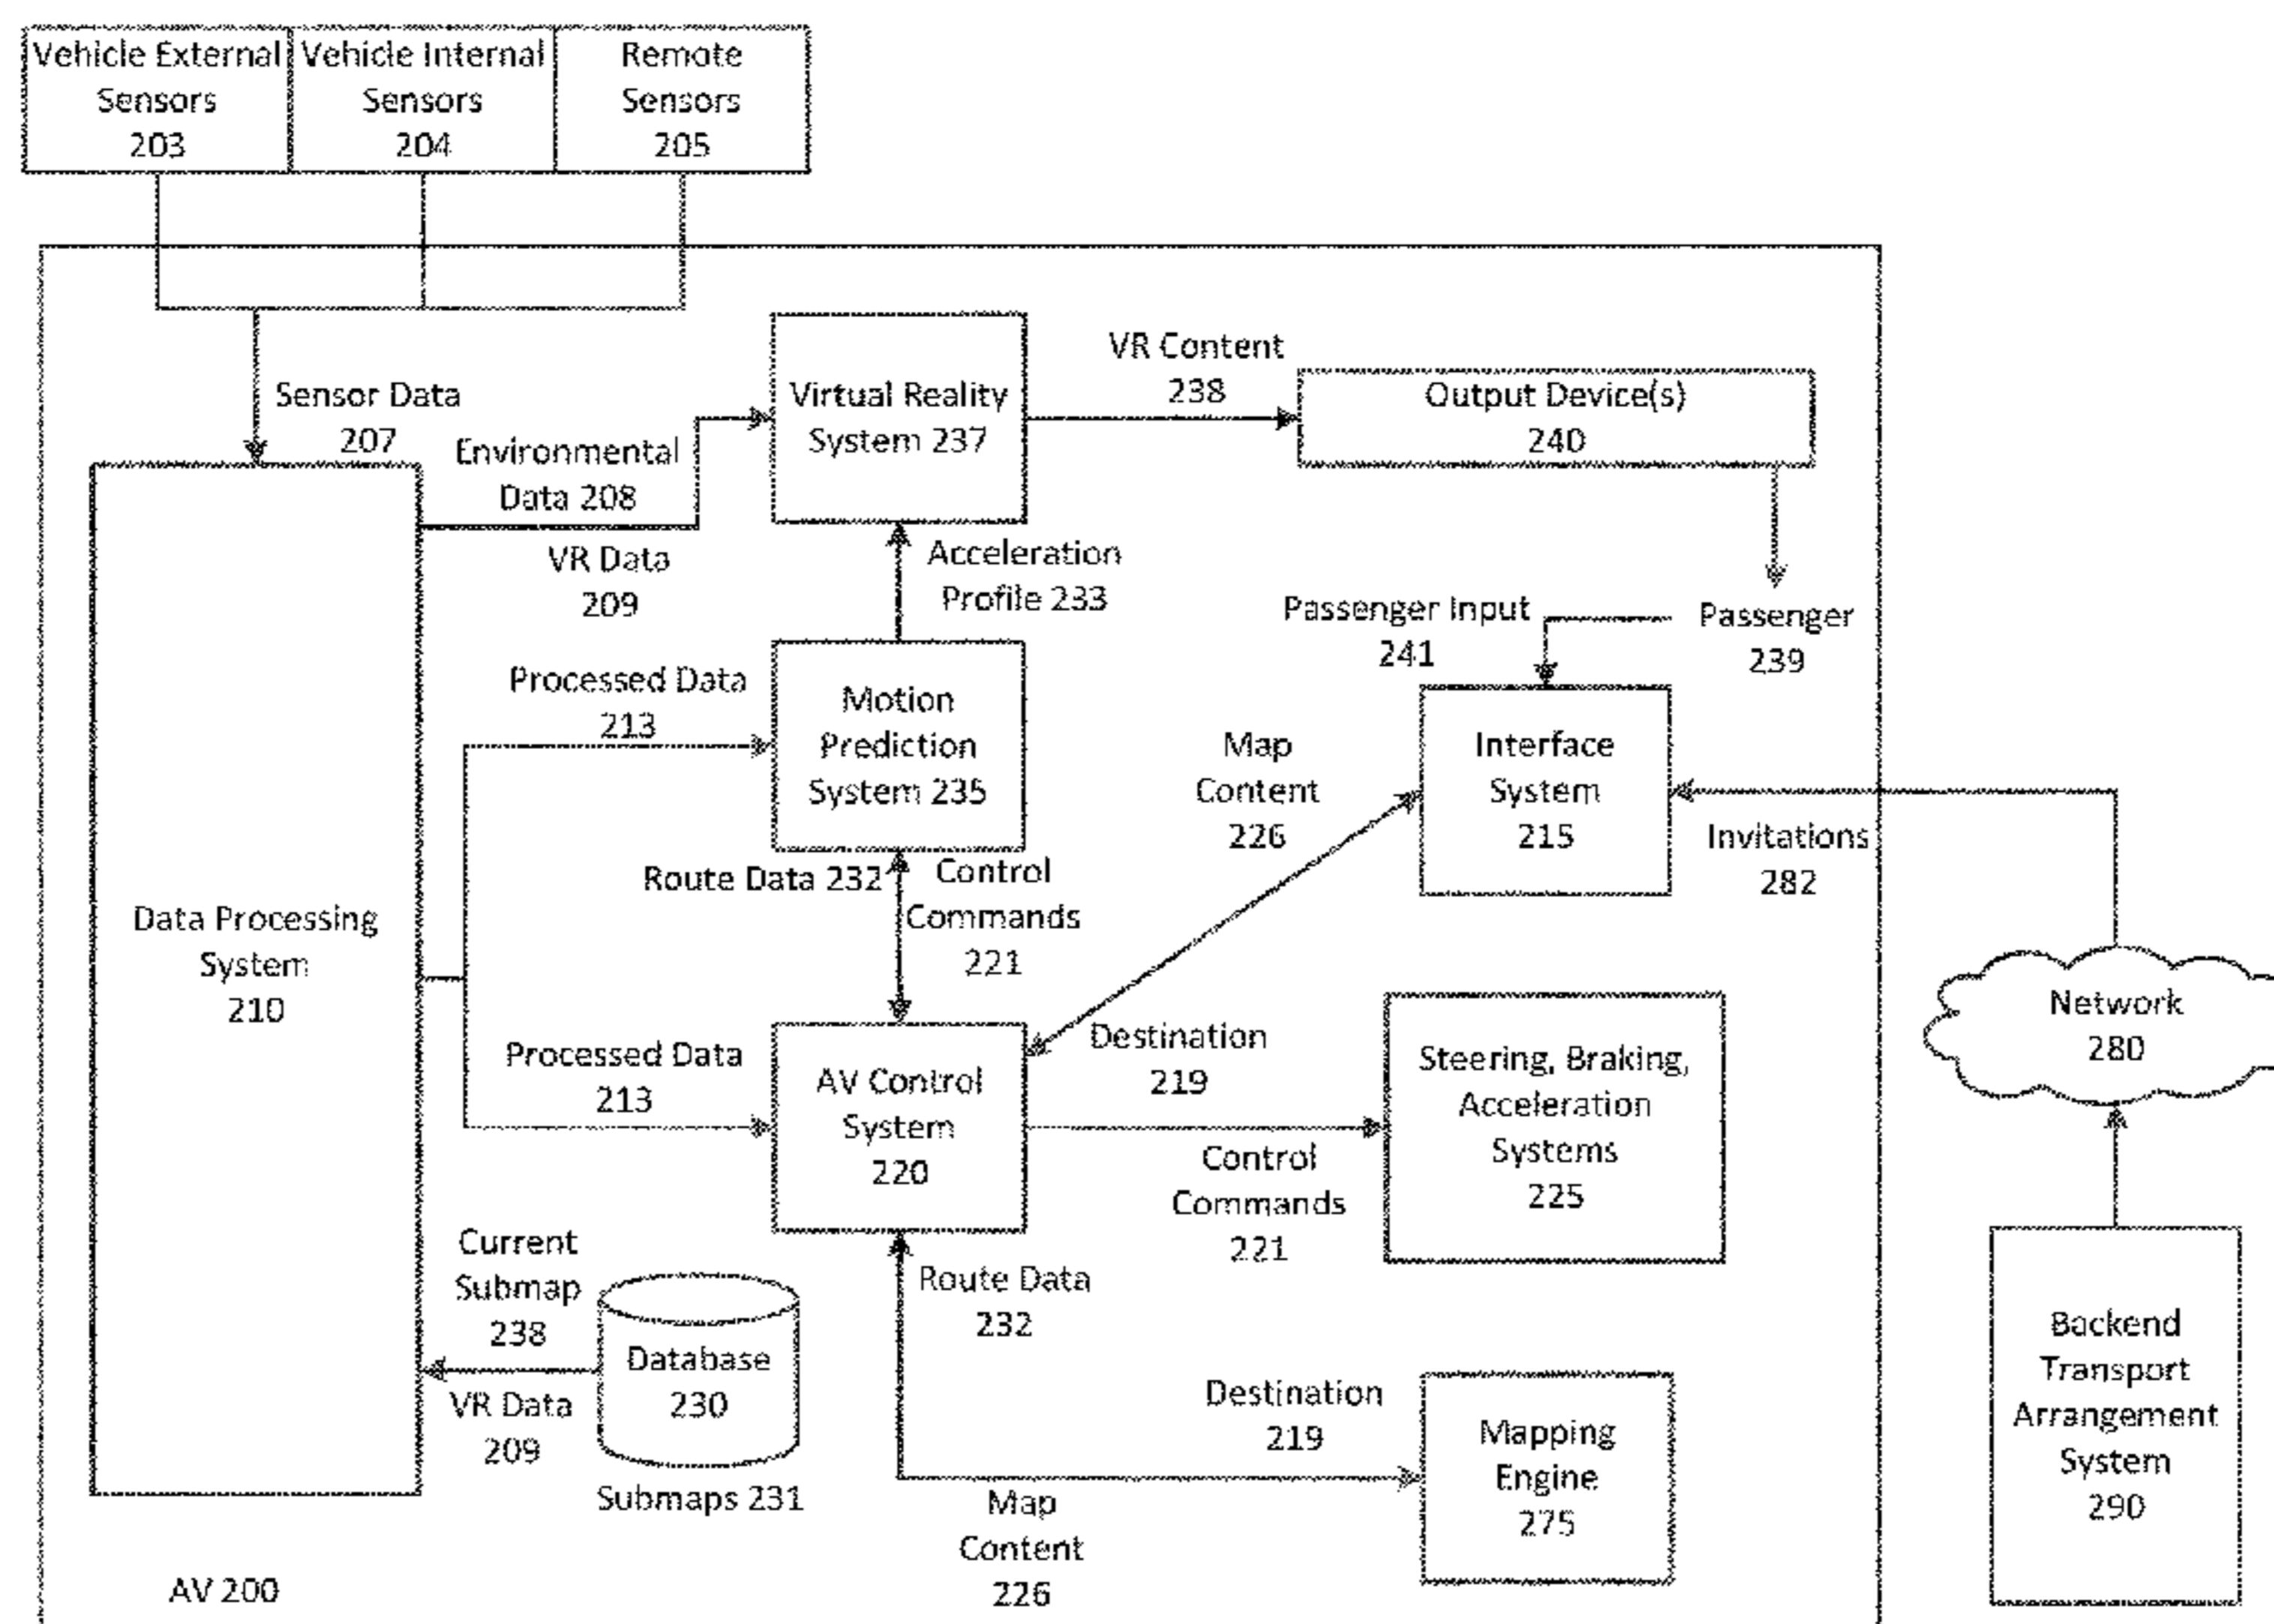 Vehicle External
Sensors
203
Vehicle Internal
Sensors
204
Remote
Sensors
205
Sensor Data
207
Environmental
Data 208
VR Data
209
Virtual Reality
System 237
VR Content
238
Output Device(s)
240
Acceleration
Profile 233
Passenger Input
241
Passenger
239
Processed Data
213
Motion
Prediction
System 235
Map
Content
226
Interface
System
215
Invitations
282
Route Data 232
Control
Commands
221
Data Processing
System
210
Network
280
Processed Data
213
AV Control
System
220
Destination
219
Steering, Braking,
Acceleration
Systems
225
Control
Commands
221
Current
Submap
238
VR Data
209
Database
230
Submaps 231
Route Data
232
Destination
219
Mapping
Engine
275
Map
Content
226
Backend
Transport
Arrangement
System
290
AV 200